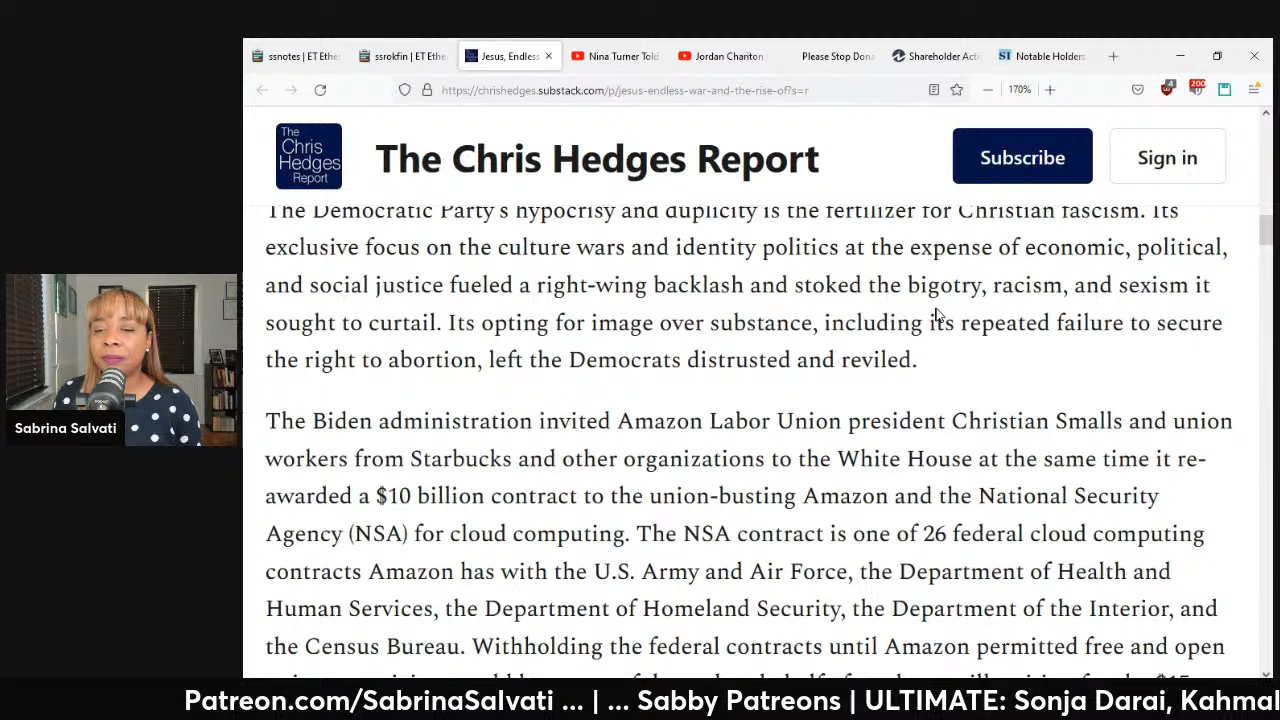 ssnotes | ET Ethe
ssrokfin | ET Ethe
Jesus, Endless
Nina Turner Told
Jordan Chariton
Please Stop Dona
Shareholder Acti
SI Notable Holders
https://chrishedges.substack.com/p/jesus-endless-war-and-the-rise-of?s=r
170%
4
200
The
Chris
Hedges
Report
The Chris Hedges Report
Subscribe
Sign in
The Democratic Party's hypocrisy and duplicity is the fertilizer for Christian fascism. Its
exclusive focus on the culture wars and identity politics at the expense of economic, political,
and social justice fueled a right-wing backlash and stoked the bigotry, racism, and sexism it
sought to curtail. Its opting for image over substance, including its repeated failure to secure
the right to abortion, left the Democrats distrusted and reviled.
The Biden administration invited Amazon Labor Union president Christian Smalls and union
workers from Starbucks and other organizations to the White House at the same time it re-
awarded a $10 billion contract to the union-busting Amazon and the National Security
Agency (NSA) for cloud computing. The NSA contract is one of 26 federal cloud computing
contracts Amazon has with the U.S. Army and Air Force, the Department of Health and
Human Services, the Department of Homeland Security, the Department of the Interior, and
the Census Bureau. Withholding the federal contracts until Amazon permitted free and open
Sabrina Salvati
Patreon.com/SabrinaSalvati ... | ... Sabby Patreons | ULTIMATE: Sonja Darai, Kahmal